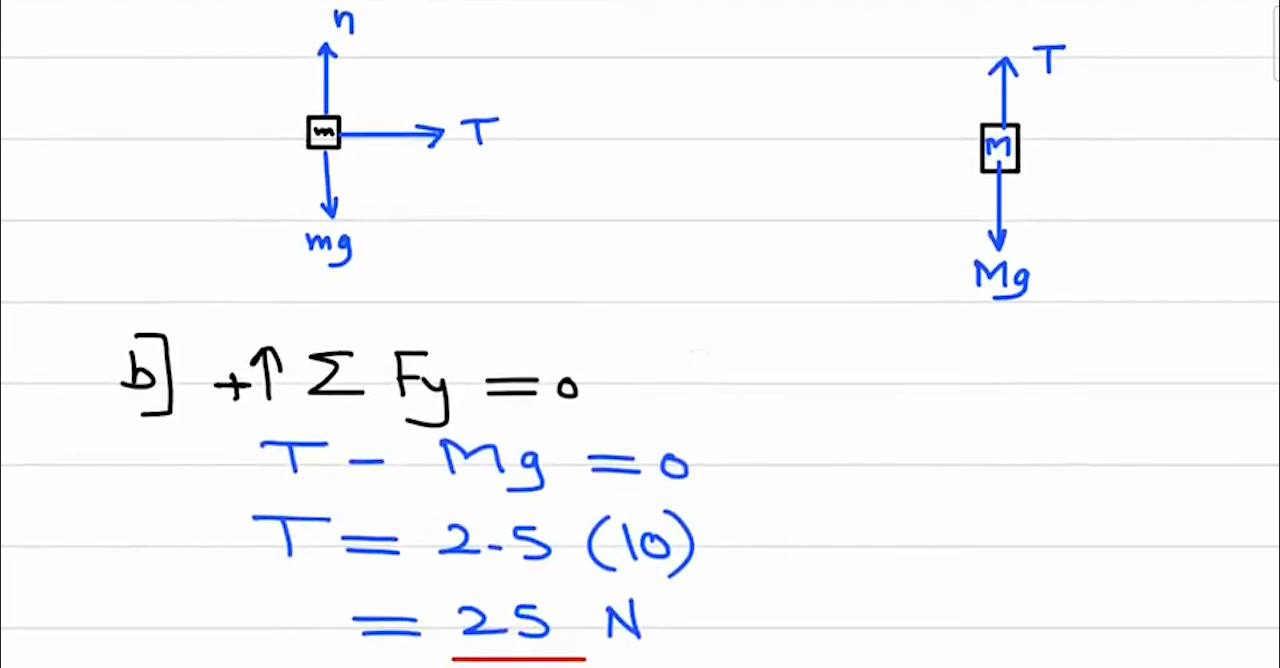 n
T
m
T
M
mg
Mg
b] +↑ Σ Fy = 0
T - Mg = 0
T = 2.5 (10)
= 25 N